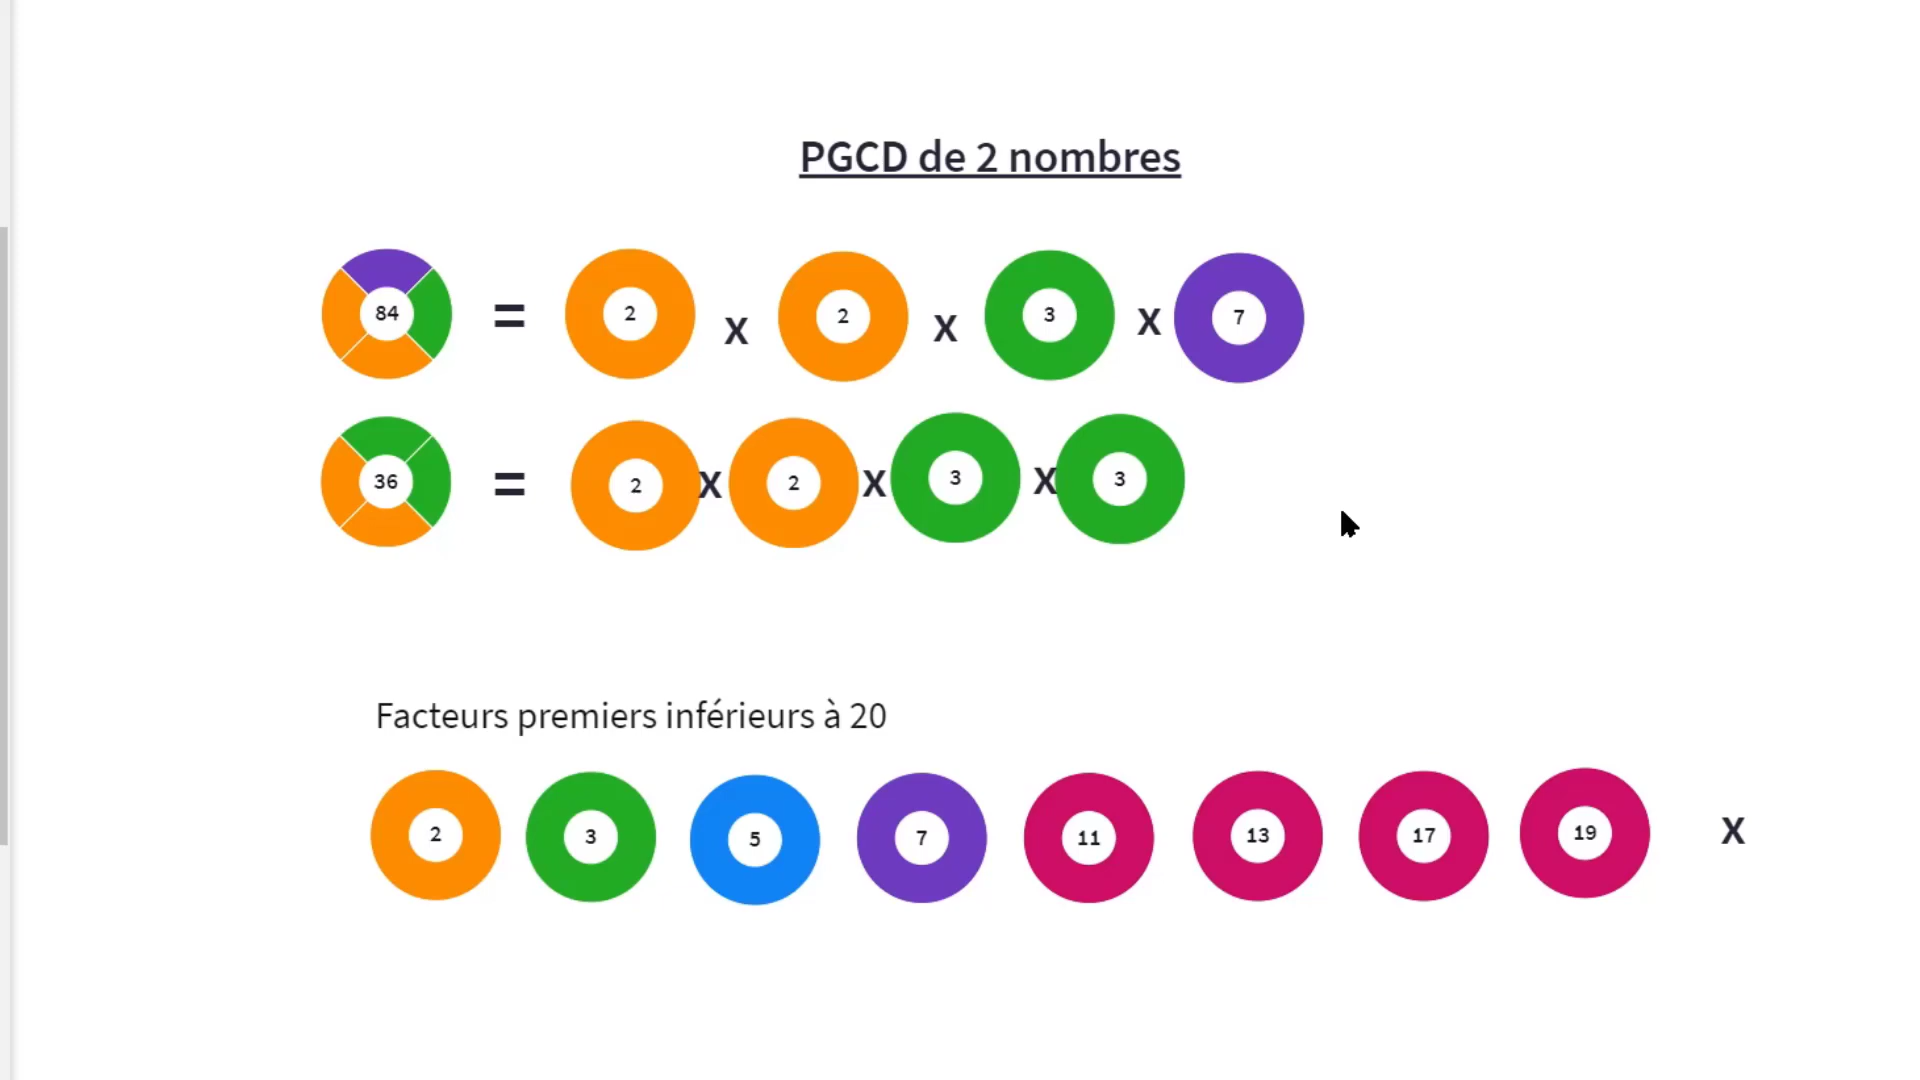 PGCD de 2 nombres
84 = 2 x 2 x 3 x 7
36 = 2 x 2 x 3 x 3
Facteurs premiers inférieurs à 20
2 3 5 7 11 13 17 19 x